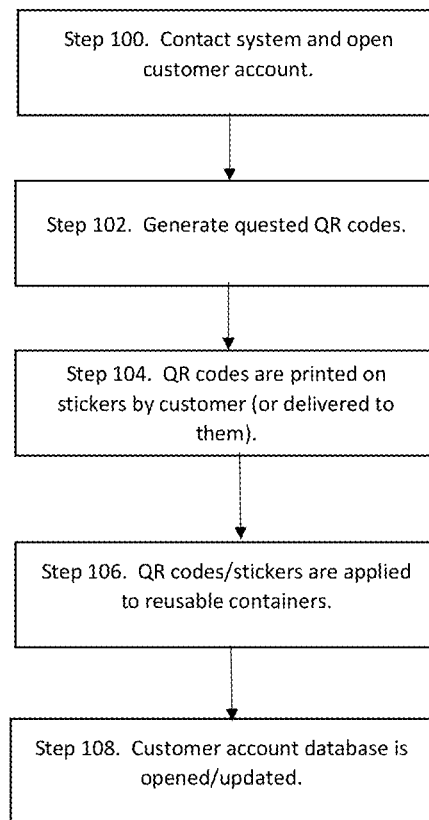 Step 100.  Contact system and open
customer account.
Step 102.  Generate quested QR codes.
Step 104.  QR codes are printed on
stickers by customer (or delivered to
them).
Step 106.  QR codes/stickers are applied
to reusable containers.
Step 108.  Customer account database is
opened/updated.